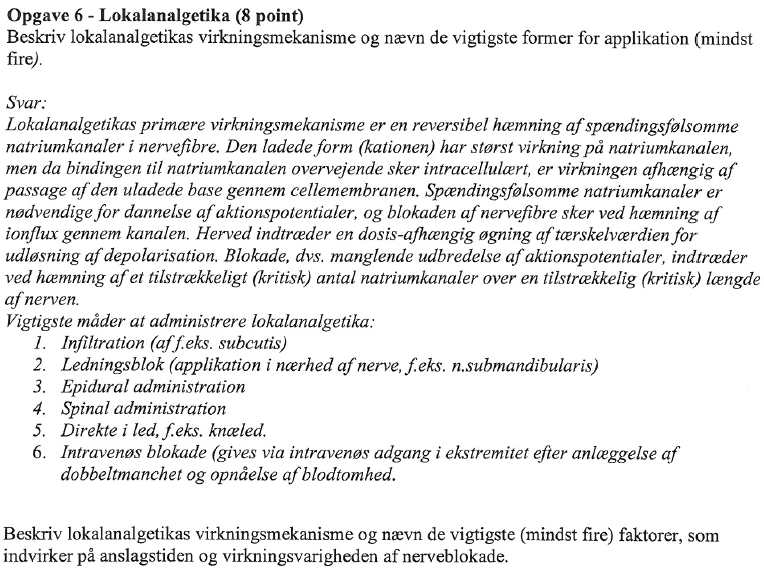 Opgave 6 - Lokalanalgetika (8 point)
Beskriv lokalanalgetikas virkningsmekanisme og nævn de vigtigste former for applikation (mindst
fire).
Svar:
Lokalanalgetikas primære virkningsmekanisme er en reversibel hæmning af spændingsfølsomme
natriumkanaler i nervefibre. Den ladede form (kationen) har størst virkning på natriumkanalen,
men da bindingen til natriumkanalen overvejende sker intracellulært, er virkningen afhængig af
passage af den uladede base gennem cellemembranen. Spændingsfølsomme natriumkanaler er
nødvendige for dannelse af aktionspotentialer, og blokaden af nervefibre sker ved hæmning af
ionflux gennem kanalen. Herved indtræder en dosis-afhængig øgning af tærskelværdien for
udløsning af depolarisation. Blokade, dvs. manglende udbredelse af aktionspotentialer, indtræder
ved hæmning af et tilstrækkeligt (kritisk) antal natriumkanaler over en tilstrækkelig (kritisk) længde
af nerven.
Vigtigste måder at administrere lokalanalgetika:
1. Infiltration (af f.eks. subcutis)
2. Ledningsblok (applikation i nærhed af nerve, f.eks. n.submandibularis)
3. Epidural administration
4. Spinal administration
5. Direkte i led, f.eks. knæled.
6. Intravenøs blokade (gives via intravenøs adgang i ekstremitet efter anlæggelse af
dobbeltmanchet og opnåelse af blodtomhed.
Beskriv lokalanalgetikas virkningsmekanisme og nævn de vigtigste (mindst fire) faktorer, som
indvirker på anslagstiden og virkningsvarigheden af nerveblokade.